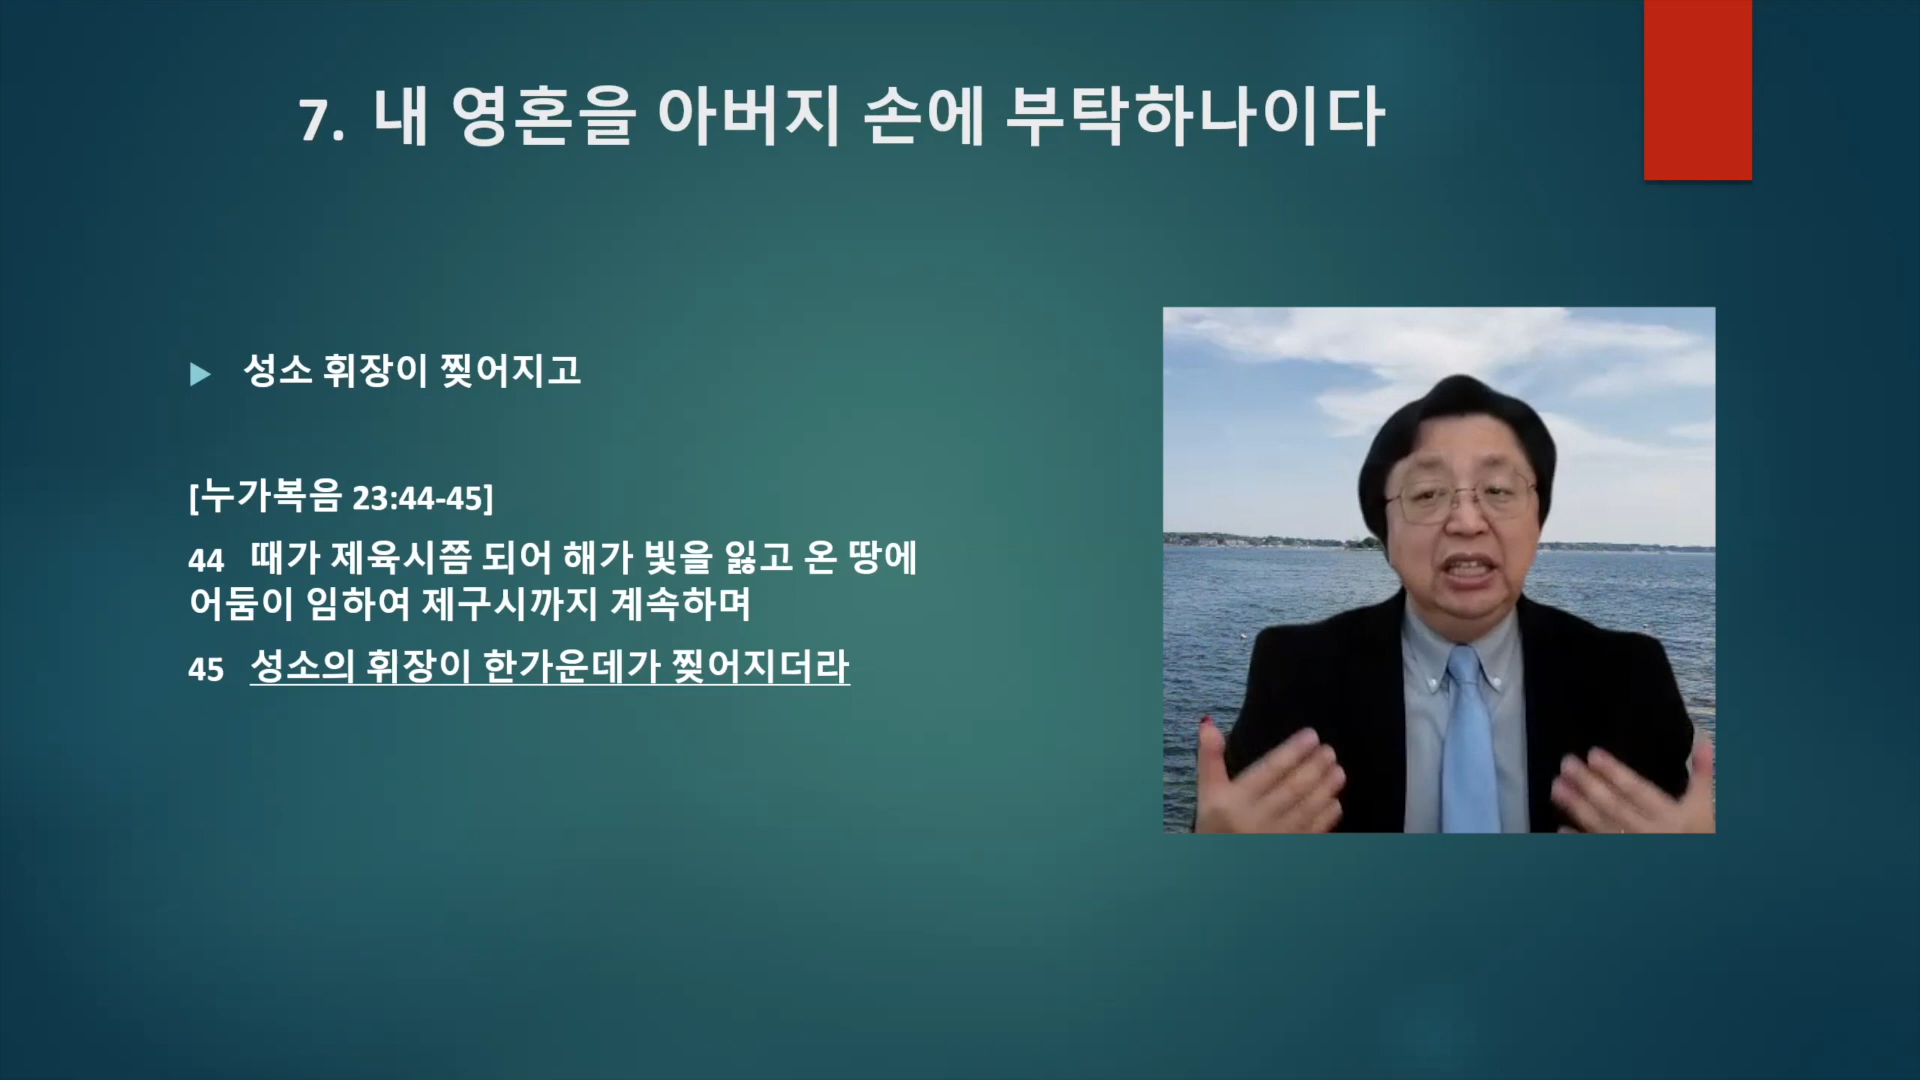 7. 내 영혼을 아버지 손에 부탁하나이다
성소 휘장이 찢어지고
[누가복음 23:44-45]
44 때가 제육시쯤 되어 해가 빛을 잃고 온 땅에
어둠이 임하여 제구시까지 계속하며
45 성소의 휘장이 한가운데가 찢어지더라